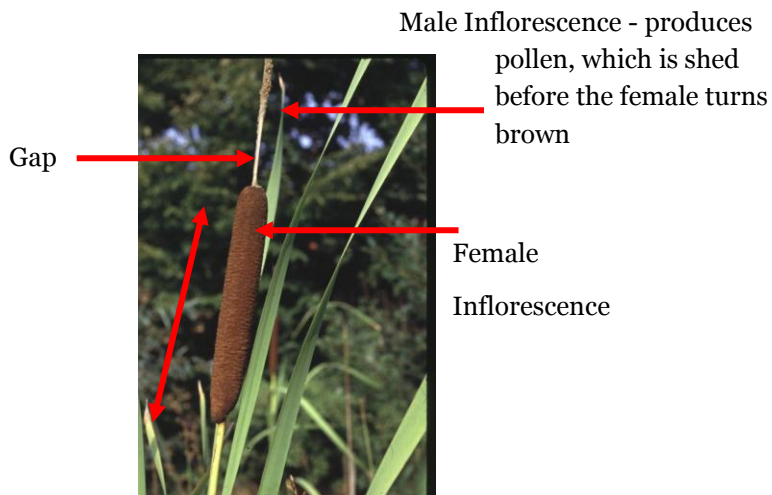 Male Inflorescence - produces
pollen, which is shed
before the female turns
brown
Gap
Female
Inflorescence